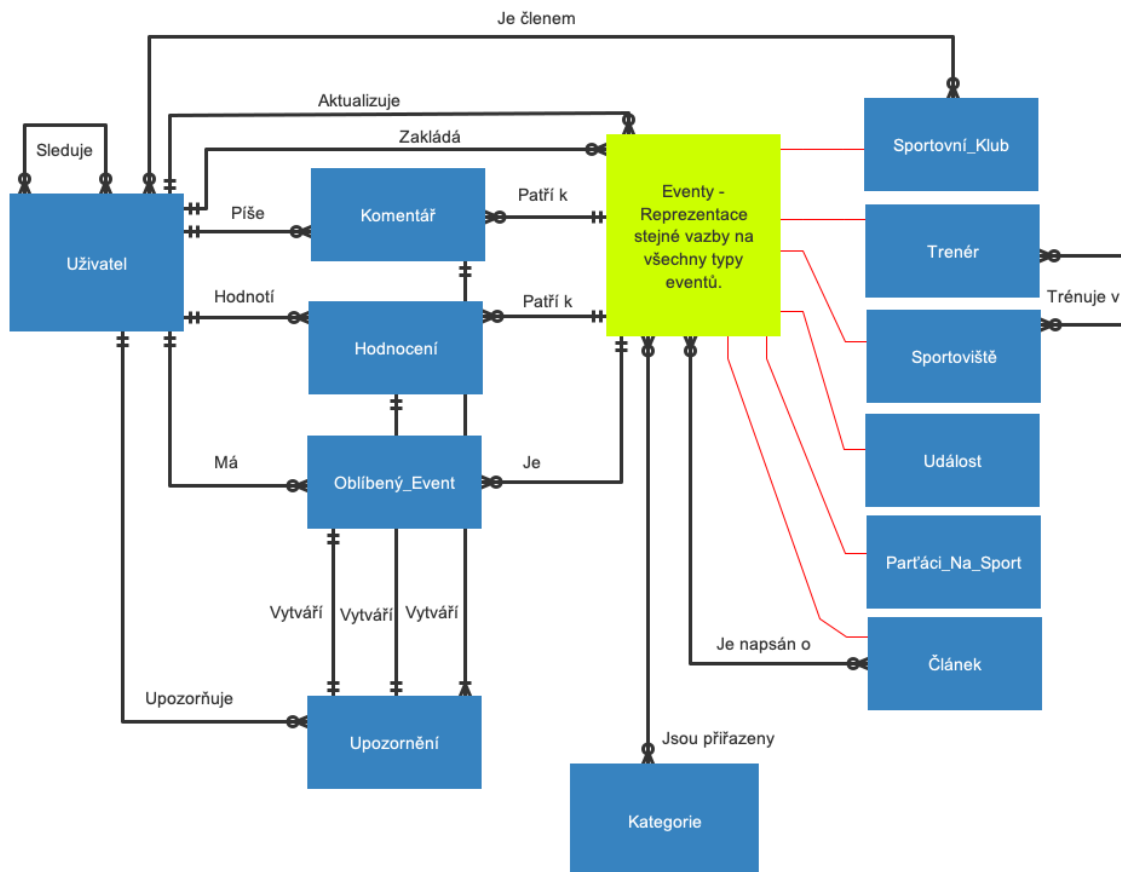 Je členem
Aktualizuje
Zakládá
Sleduje
Sportovní_Klub
Eventy -
Reprezentace
stejné vazby na
všechny typy
eventů.
Komentář
Píše
Patří k
Uživatel
Trenér
Hodnotí
Patří k
Trénuje v
Hodnocení
Sportoviště
Má
Oblíbený_Event
Je
Událost
Parťáci_Na_Sport
Vytváří
Vytváří
Vytváří
Je napsán o
Článek
Upozorňuje
Upozornění
Jsou přiřazeny
Kategorie